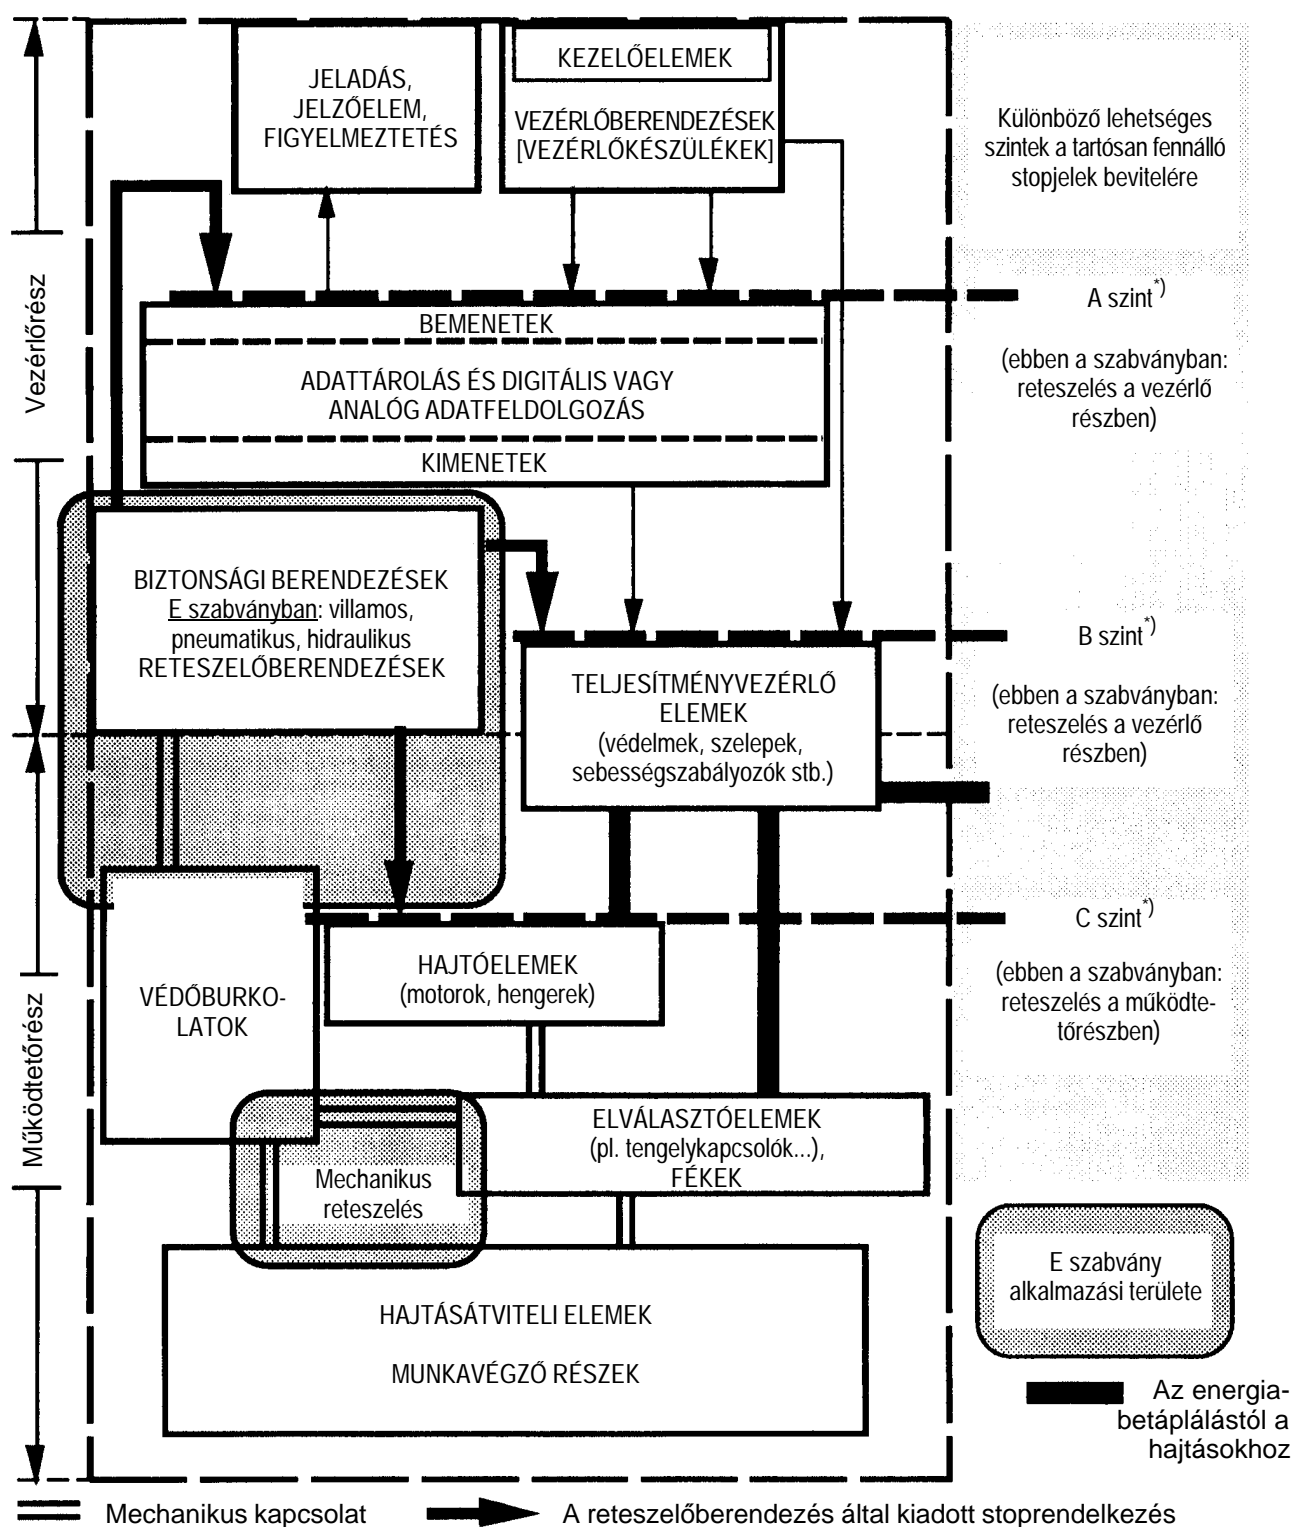 JELADÁS,
JELZŐELEM,
FIGYELMEZTETÉS
KEZELŐELEMEK
VEZÉRLŐBERENDEZÉSEK
[VEZÉRLŐKÉSZÜLÉKEK]
Különböző lehetséges
szintek a tartósan fennálló
stopjelek bevitelére
Vezérlőrész
A szint*)
(ebben a szabványban:
reteszelés a vezérlő
részben)
BEMENETEK
ADATTÁROLÁS ÉS DIGITÁLIS VAGY
ANALÓG ADATFELDOLGOZÁS
KIMENETEK
BIZTONSÁGI BERENDEZÉSEK
E szabványban: villamos,
pneumatikus, hidraulikus
RETESZELŐBERENDEZÉSEK
B szint*)
(ebben a szabványban:
reteszelés a vezérlő
részben)
TELJESÍTMÉNYVEZÉRLŐ
ELEMEK
(védelmek, szelepek,
sebességszabályozók stb.)
C szint*)
(ebben a szabványban:
reteszelés a működte-
tőrészben)
HAJTÓELEMEK
(motorok, hengerek)
VÉDŐBURKO-
LATOK
Működtetőrész
ELVÁLASZTÓELEMEK
(pl. tengelykapcsolók...),
FÉKEK
Mechanikus
reteszelés
E szabvány
alkalmazási területe
HAJTÁSÁTVITELI ELEMEK
MUNKAVÉGZŐ RÉSZEK
Az energia-
betáplálástól a
hajtásokhoz
Mechanikus kapcsolat
A reteszelőberendezés által kiadott stoprendelkezés